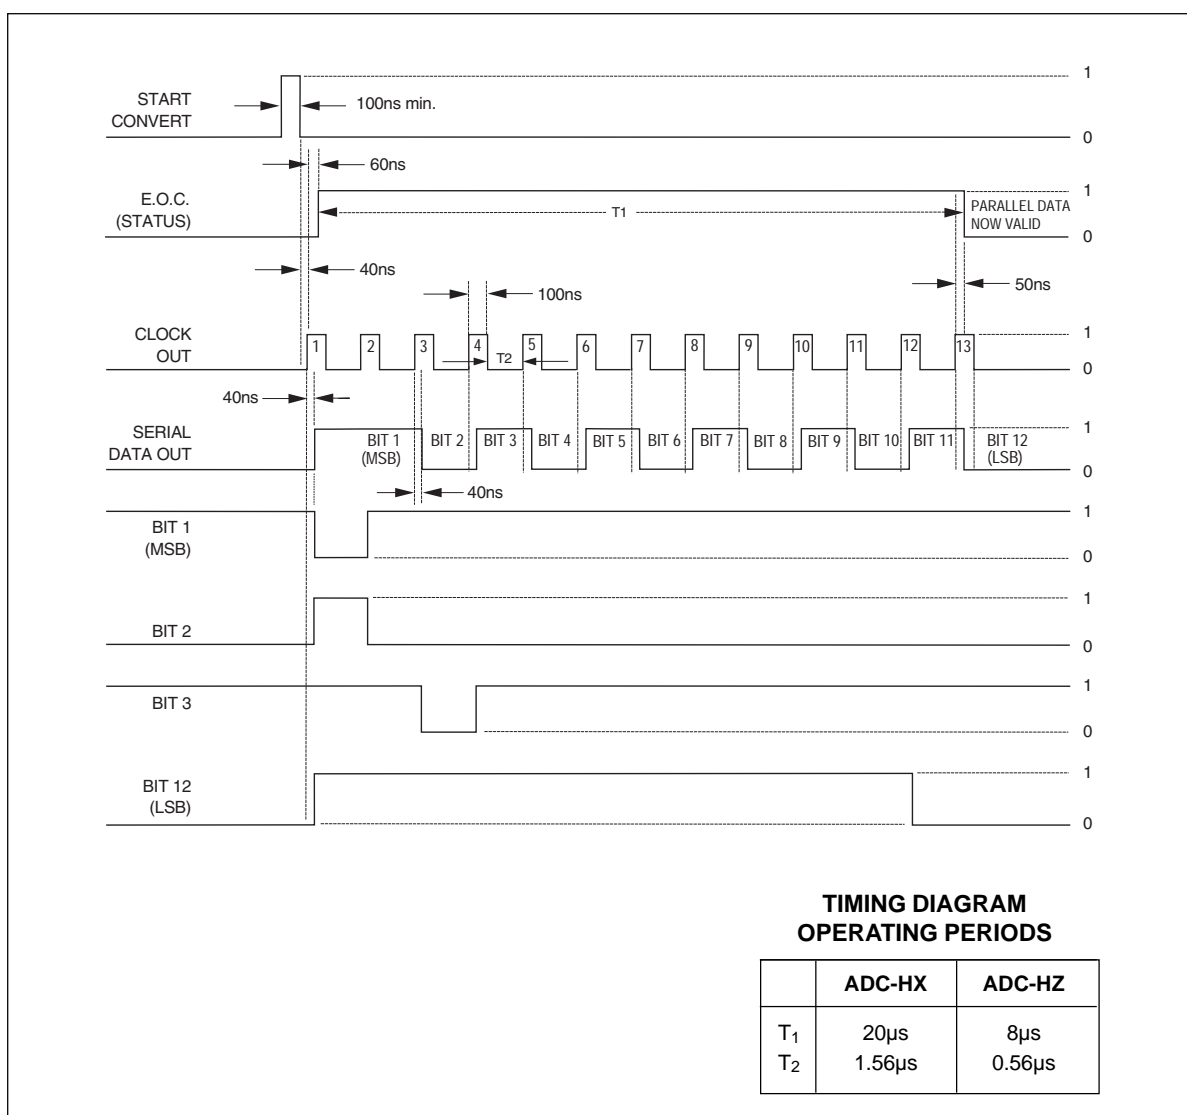 1
START
CONVERT
100ns min.
0
60ns
E.O.C.
(STATUS)
1
T1
PARALLEL DATA
NOW VALID
0
40ns
50ns
100ns
CLOCK
OUT
1
1 2 3 4 5 6 7 8 9 10 11 12 13
T2
0
40ns
SERIAL
DATA OUT
1
BIT 1
(MSB)
BIT 2 BIT 3 BIT 4 BIT 5 BIT 6 BIT 7 BIT 8 BIT 9 BIT 10 BIT 11
BIT 12
(LSB)
0
40ns
BIT 1
(MSB)
1
0
BIT 2
1
0
BIT 3
1
0
BIT 12
(LSB)
1
0
TIMING DIAGRAM
OPERATING PERIODS
ADC-HX ADC-HZ
T1 20µs 8µs
T2 1.56µs 0.56µs